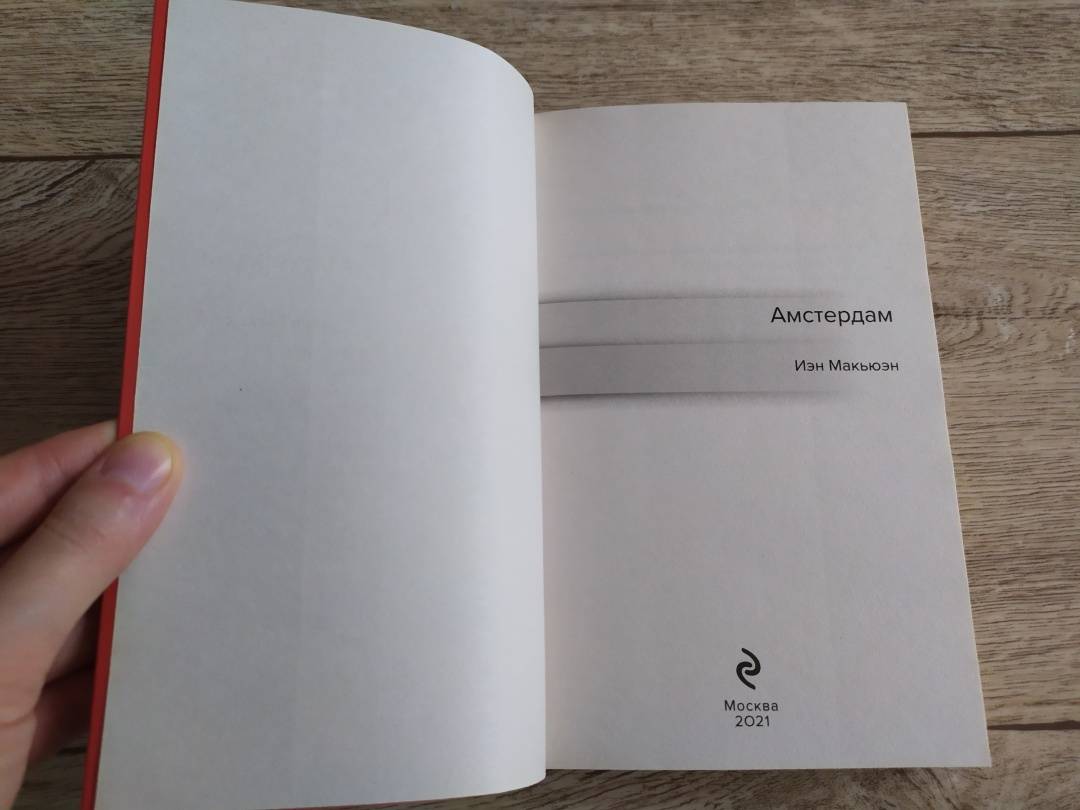 Амстердам
Иэн Макьюэн
Москва
2021